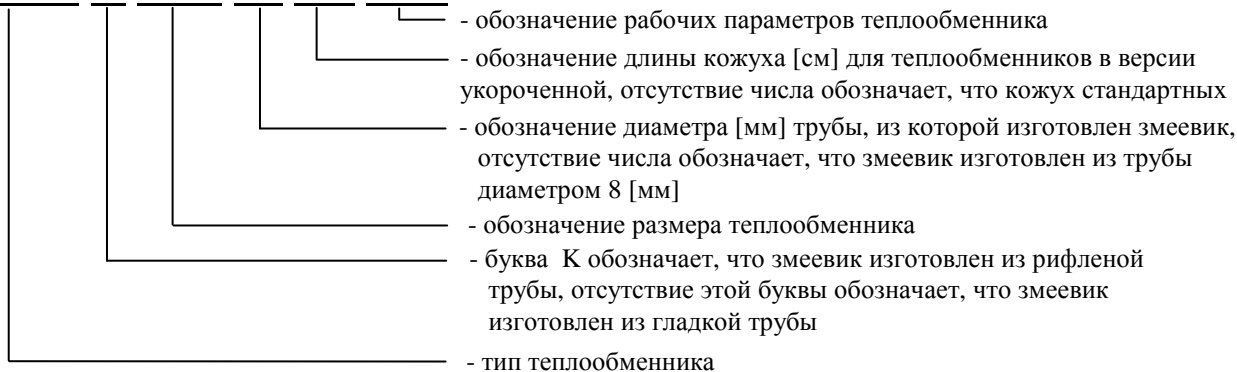 - обозначение рабочих параметров теплообменника
- обозначение длины кожуха [см] для теплообменников в версии
укороченной, отсутствие числа обозначает, что кожух стандартных
- обозначение диаметра [мм] трубы, из которой изготовлен змеевик,
отсутствие числа обозначает, что змеевик изготовлен из трубы
диаметром 8 [мм]
- обозначение размера теплообменника
- буква К обозначает, что змеевик изготовлен из рифленой
трубы, отсутствие этой буквы обозначает, что змеевик
изготовлен из гладкой трубы
- тип теплообменника